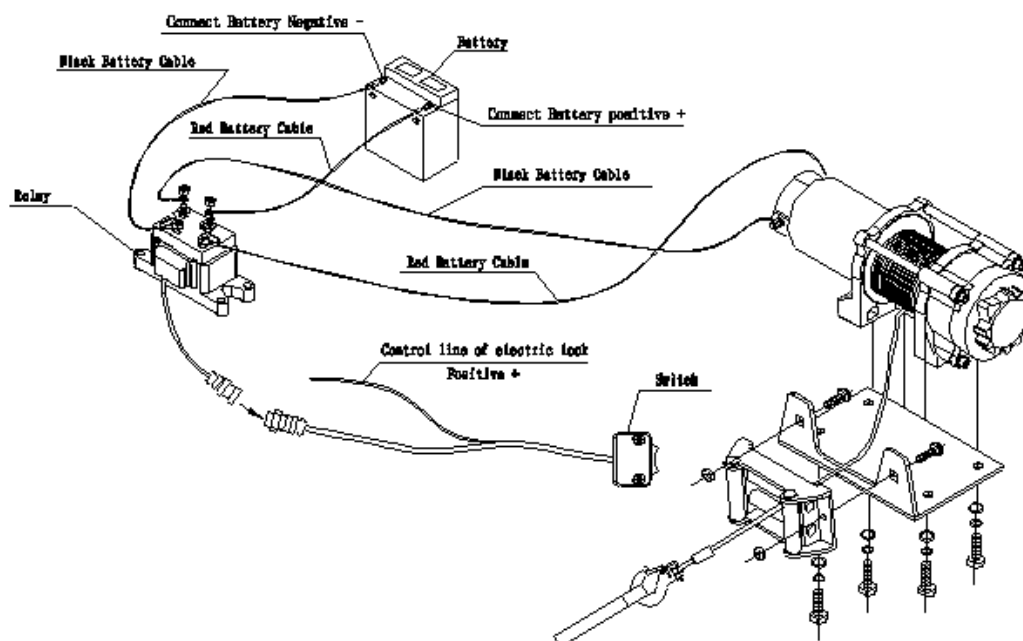 Connect Battery Negative -
Battery
Black Battery Cable
Connect Battery positive +
Red Battery Cable
Black Battery Cable
Relay
Red Battery Cable
Control line of electric lock
Positive +
Switch